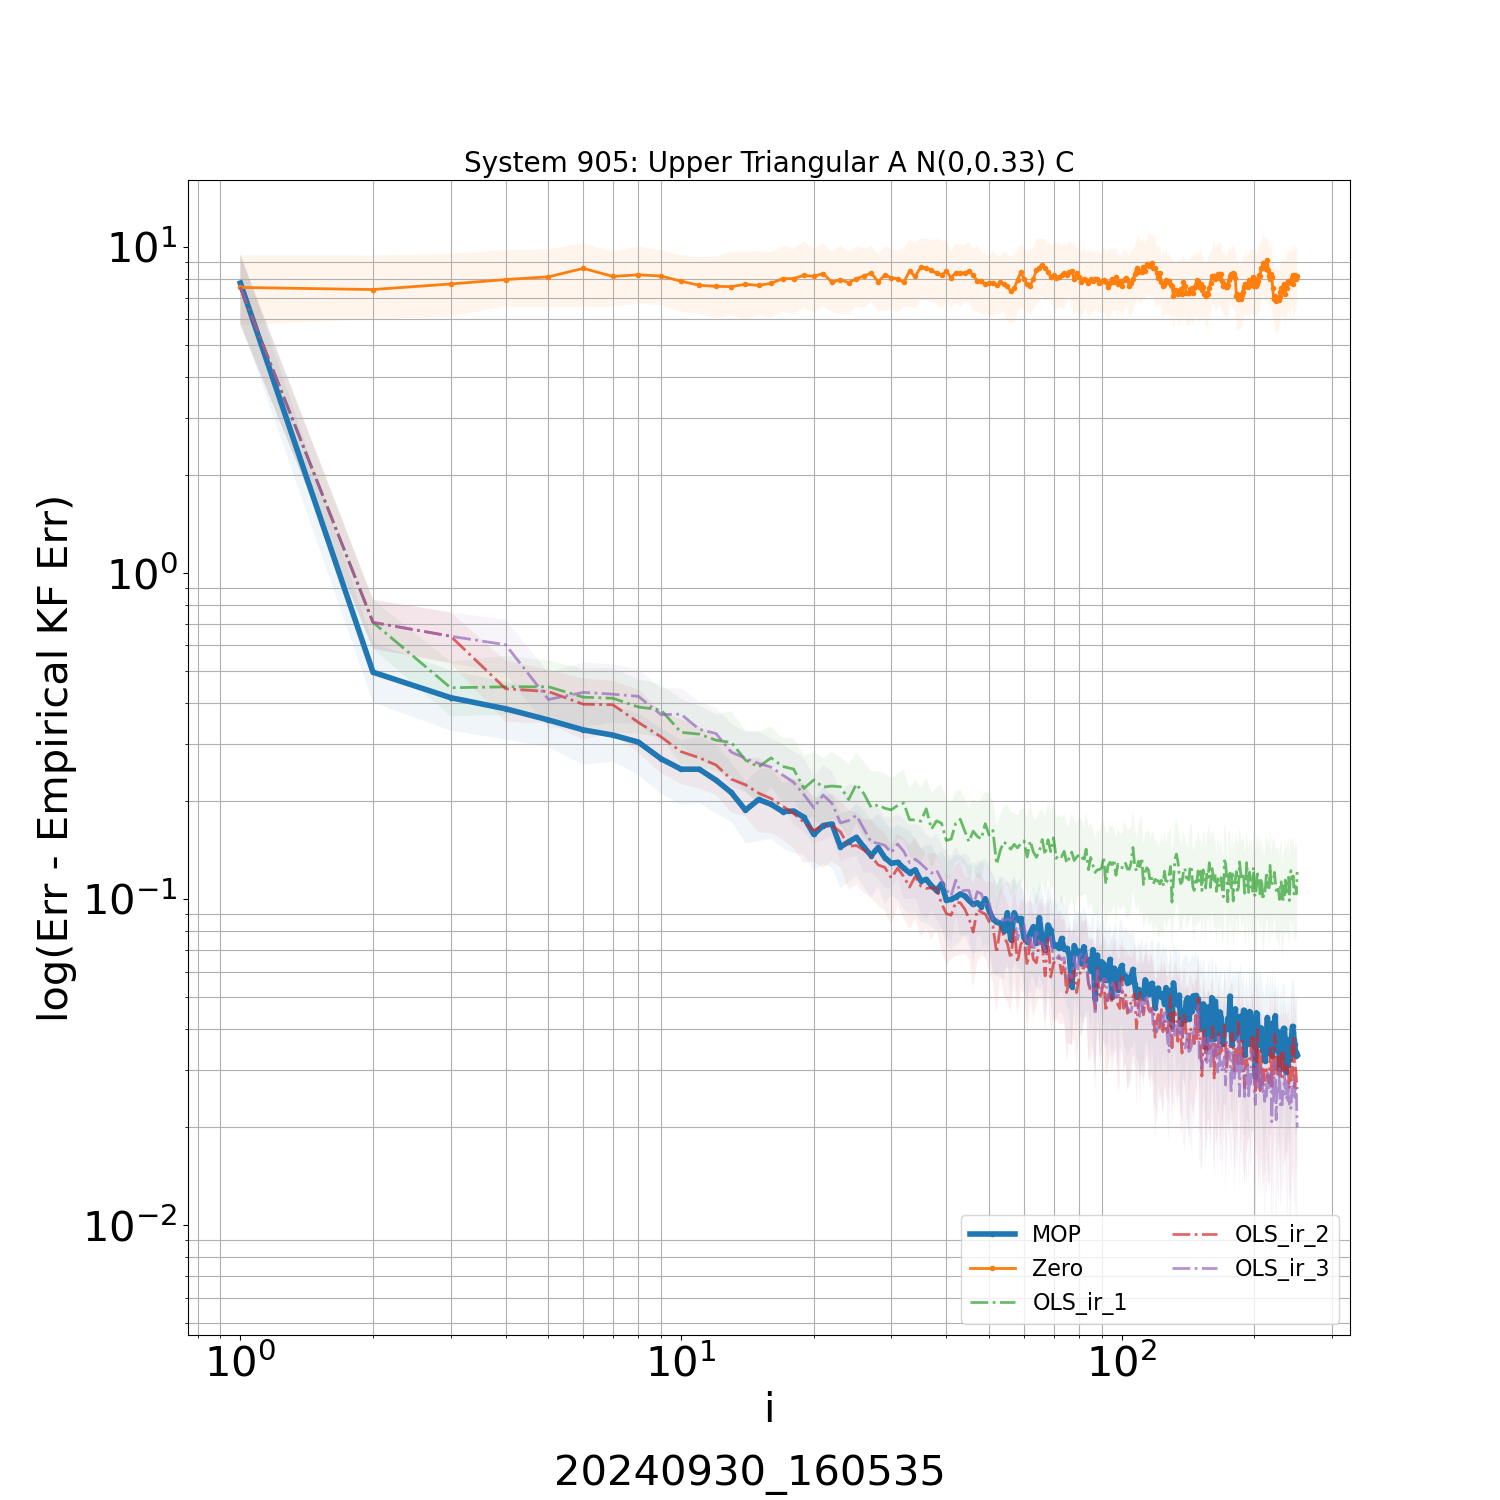 System 905: Upper Triangular A N(0,0.33) C
log(Err - Empirical KF Err)
10^1
10^0
10^−1
10^−2
10^0 10^1 10^2
i
MOP
Zero
OLS_ir_1
OLS_ir_2
OLS_ir_3
20240930_160535